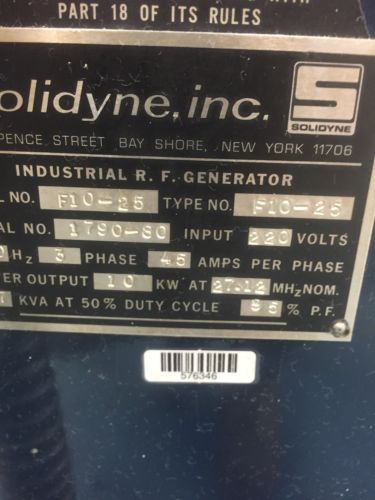 PART 18 OF ITS RULES
olidyne, inc.
SOLIDYNE
PENCE STREET BAY SHORE, NEW YORK 11706
INDUSTRIAL R. F. GENERATOR
L NO. F10-25 TYPE NO. F10-25
AL NO. 1790-80 INPUT 220 VOLTS
0 Hz 3 PHASE 45 AMPS PER PHASE
ER OUTPUT 10 KW AT 27.12 MHz NOM.
KVA AT 50% DUTY CYCLE 85 % P.F.
576346